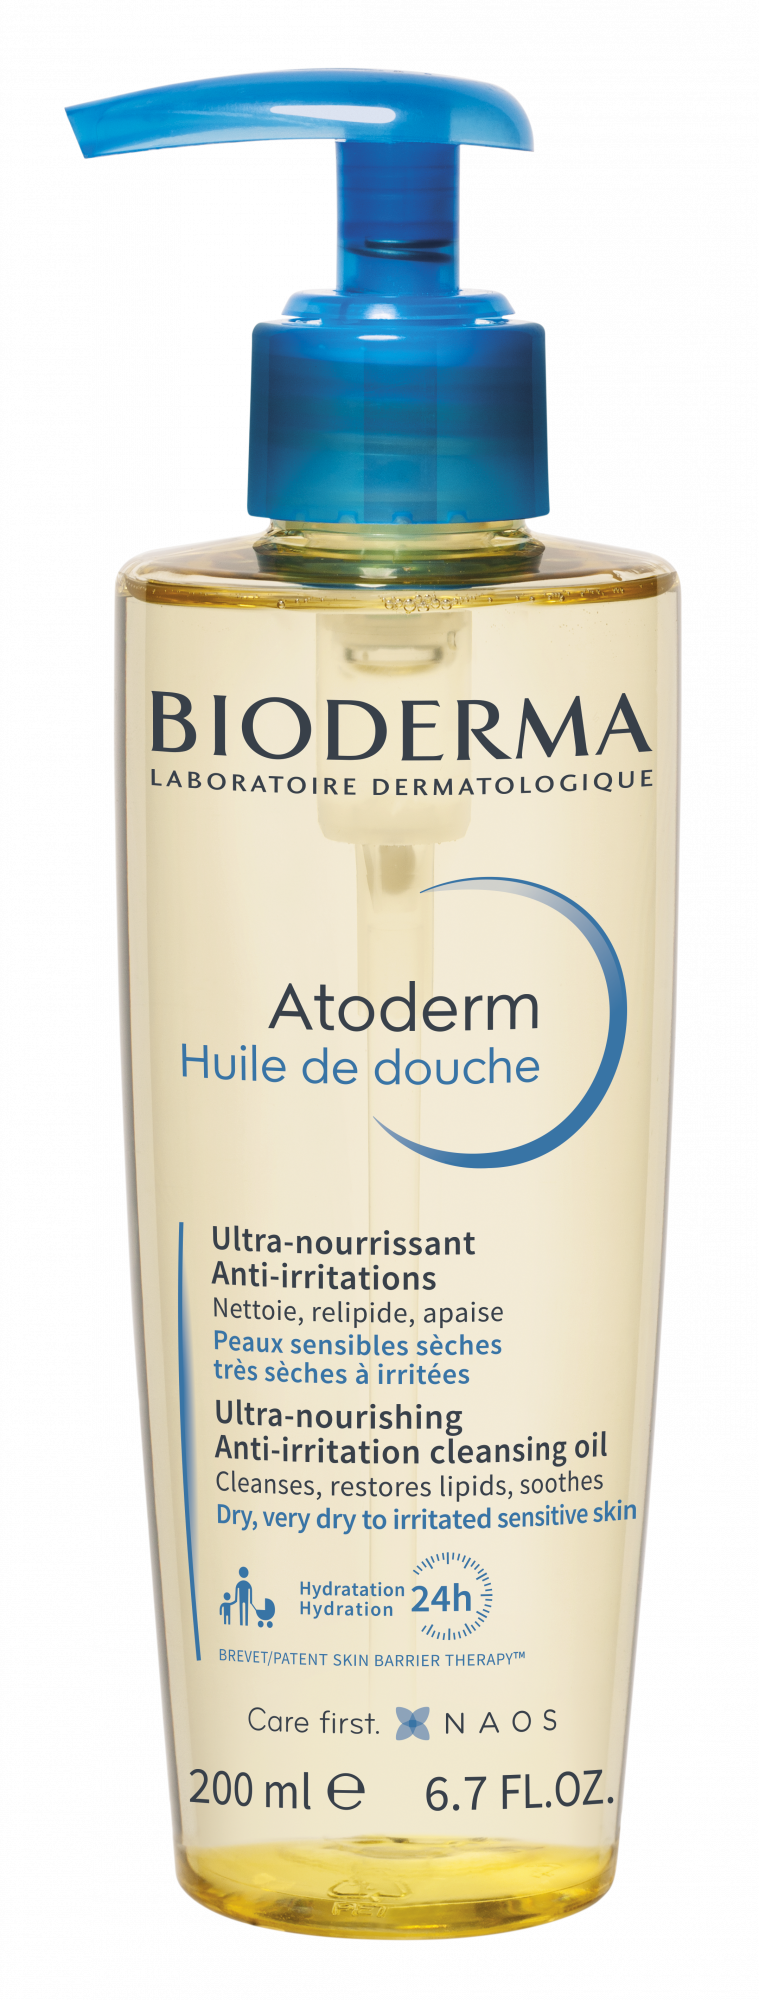 BIODERMA
LABORATOIRE DERMATOLOGIQUE
Atoderm
Huile de douche
Ultra-nourrissant
Anti-irritations
Nettoie, relipide, apaise
Peaux sensibles sèches
très sèches à irritées
Ultra-nourishing
Anti-irritation cleansing oil
Cleanses, restores lipids, soothes
Dry, very dry to irritated sensitive skin
Hydratation
Hydration
24h
BREVET/PATENT SKIN BARRIER THERAPY™
Care first. NAOS
200 ml ℮ 6.7 FL.OZ.
PET